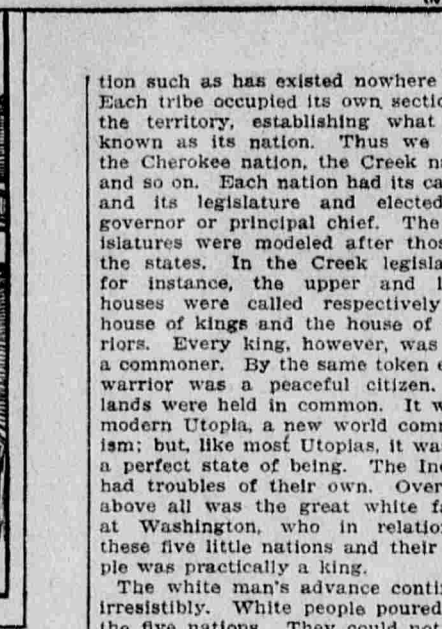 tion such as has existed nowhere
Each tribe occupied its own sectio
the territory, establishing what
known as its nation. Thus we
the Cherokee nation, the Creek n
and so on. Each nation had its ca
and its legislature and elected
governor or principal chief. The
islatures were modeled after thos
the states. In the Creek legisla
for instance, the upper and l
houses were called respectively
house of kings and the house of
riors. Every king, however, was
a commoner. By the same token e
warrior was a peaceful citizen.
lands were held in common. It w
modern Utopia, a new world comm
ism; but, like most Utopias, it wa
a perfect state of being. The In
had troubles of their own. Over
above all was the great white fa
at Washington, who in relatio
these five little nations and their
ple was practically a king.
The white man's advance conti
irresistibly. White people poured
the five nations. They could not